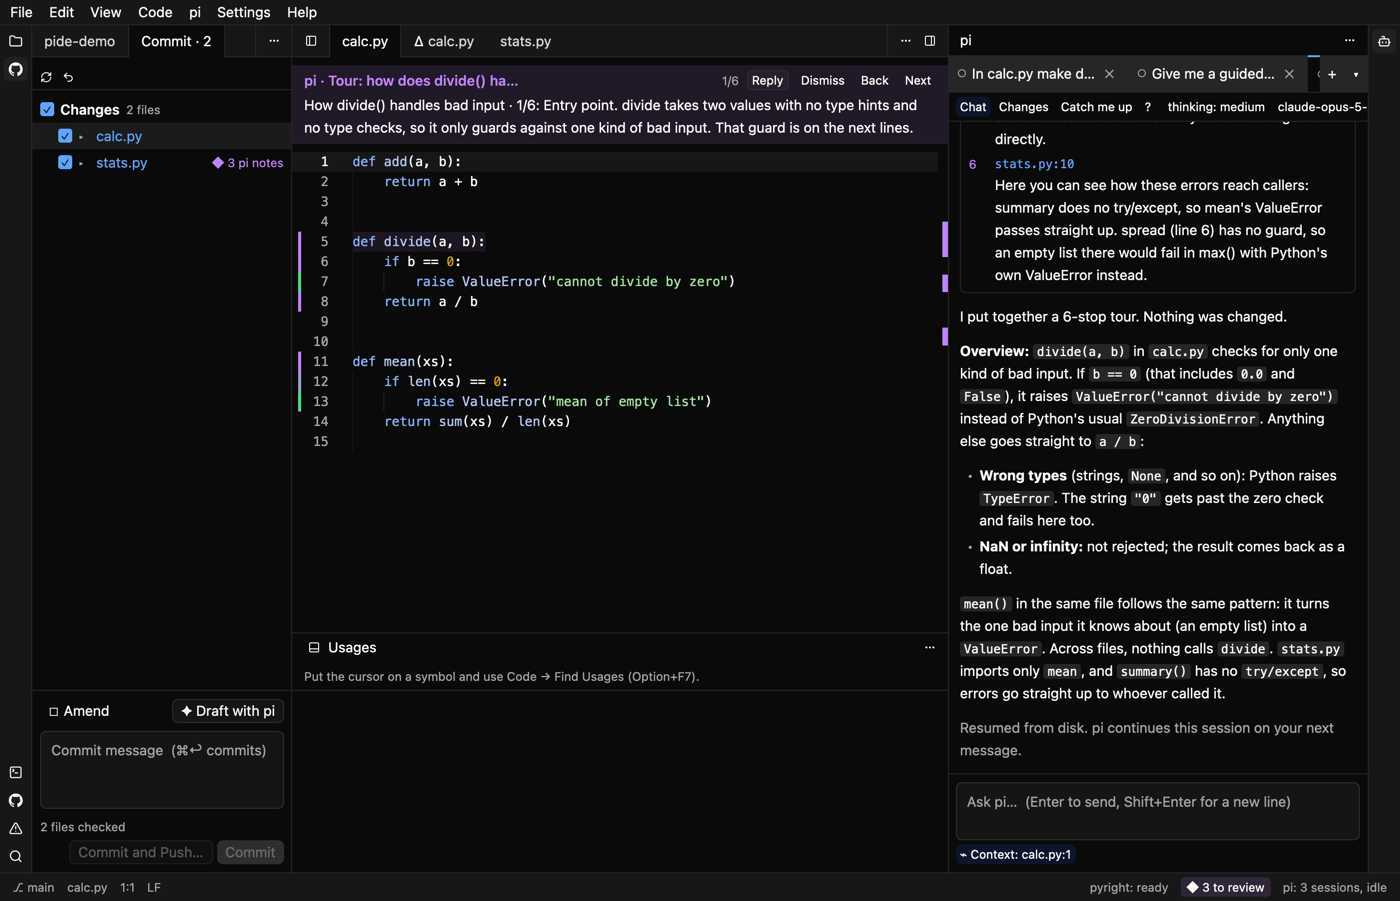 File Edit View Code pi Settings Help
pide-demo
Commit · 2
calc.py
Δ calc.py
stats.py
Changes 2 files
calc.py
stats.py
3 pi notes
Amend
Draft with pi
Commit message (⌘↩ commits)
2 files checked
Commit and Push...
Commit
pi · Tour: how does divide() ha...
1/6 Reply Dismiss Back Next
How divide() handles bad input · 1/6: Entry point. divide takes two values with no type hints and
no type checks, so it only guards against one kind of bad input. That guard is on the next lines.
1 def add(a, b):
2 return a + b
3
4
5 def divide(a, b):
6 if b == 0:
7 raise ValueError("cannot divide by zero")
8 return a / b
9
10
11 def mean(xs):
12 if len(xs) == 0:
13 raise ValueError("mean of empty list")
14 return sum(xs) / len(xs)
15
Usages
Put the cursor on a symbol and use Code → Find Usages (Option+F7).
pi
In calc.py make d...
Give me a guided...
Chat Changes Catch me up ? thinking: medium claude-opus-5-
directly.
6 stats.py:10
Here you can see how these errors reach callers:
summary does no try/except, so mean's ValueError
passes straight up. spread (line 6) has no guard, so
an empty list there would fail in max() with Python's
own ValueError instead.
I put together a 6-stop tour. Nothing was changed.
Overview: divide(a, b) in calc.py checks for only one
kind of bad input. If b == 0 (that includes 0.0 and
False), it raises ValueError("cannot divide by zero")
instead of Python's usual ZeroDivisionError. Anything
else goes straight to a / b:
• Wrong types (strings, None, and so on): Python raises
TypeError. The string "0" gets past the zero check
and fails here too.
• NaN or infinity: not rejected; the result comes back as a
float.
mean() in the same file follows the same pattern: it turns
the one bad input it knows about (an empty list) into a
ValueError. Across files, nothing calls divide. stats.py
imports only mean, and summary() has no try/except, so
errors go straight up to whoever called it.
Resumed from disk. pi continues this session on your next
message.
Ask pi... (Enter to send, Shift+Enter for a new line)
Context: calc.py:1
main calc.py 1:1 LF
pyright: ready
3 to review
pi: 3 sessions, idle